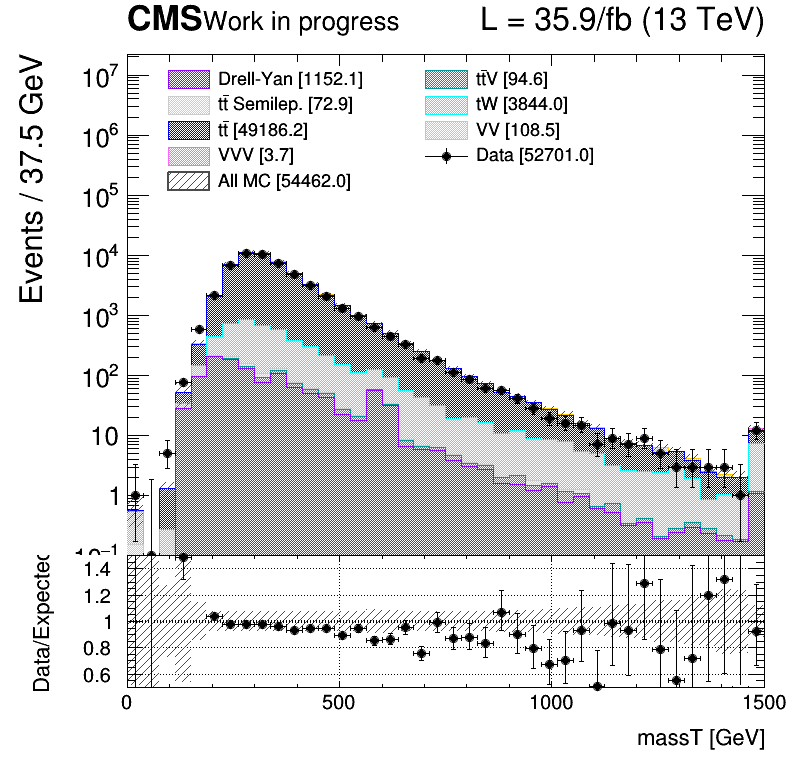 CMS Work in progress L = 35.9/fb (13 TeV)
Events / 37.5 GeV
10⁷
10⁶
10⁵
10⁴
10³
10²
10
1
10⁻¹
Drell-Yan [1152.1]
tt̄ Semilep. [72.9]
tt̄ [49186.2]
VVV [3.7]
All MC [54462.0]
tt̄V [94.6]
tW [3844.0]
VV [108.5]
Data [52701.0]
Data/Expected
1.4
1.2
1
0.8
0.6
0 500 1000 1500
massT [GeV]